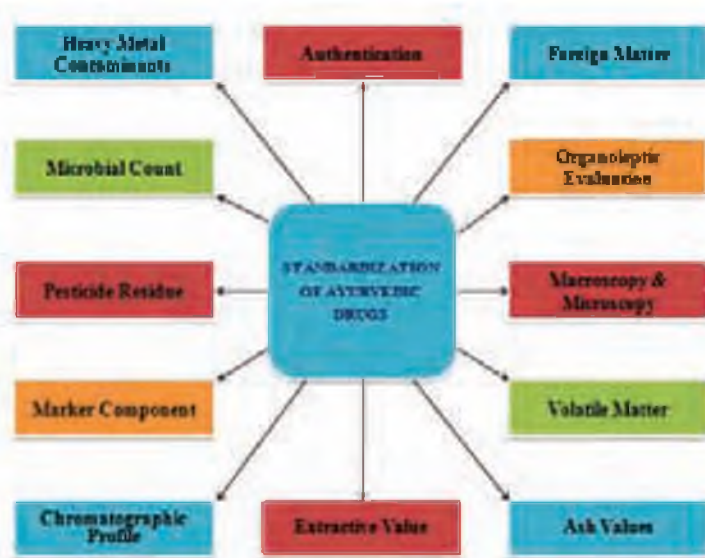 Heavy Metal
Contaminants
Authentication
Foreign Matter
Microbial Count
Organoleptic
Evaluation
STANDARDIZATION
OF AYURVEDIC
DRUGS
Pesticide Residue
Macroscopy &
Microscopy
Marker Component
Volatile Matter
Chromatographic
Profile
Extractive Value
Ash Values